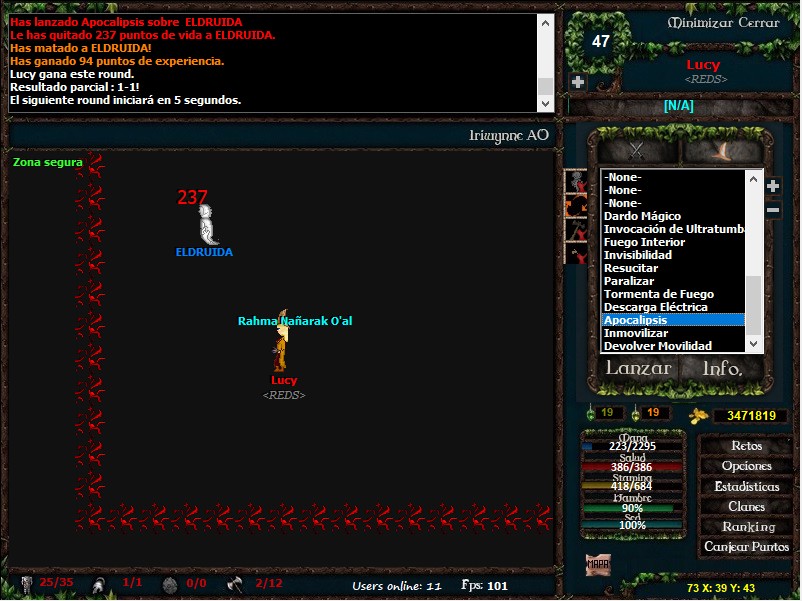 Has lanzado Apocalipsis sobre ELDRUIDA
Le has quitado 237 puntos de vida a ELDRUIDA.
Has matado a ELDRUIDA!
Has ganado 94 puntos de experiencia.
Lucy gana este round.
Resultado parcial : 1-1!
El siguiente round iniciará en 5 segundos.
47
Minimizar Cerrar
Lucy
<REDS>
[N/A]
Iriwynne AO
Zona segura
237
ELDRUIDA
Rahma Nañarak O'al
Lucy
<REDS>
-None-
-None-
-None-
Dardo Mágico
Invocación de Ultratumb
Fuego Interior
Invisibilidad
Resucitar
Paralizar
Tormenta de Fuego
Descarga Eléctrica
Apocalipsis
Inmovilizar
Devolver Movilidad
Lanzar
Info.
19
19
3471819
Mana
223/2295
Salud
386/386
Stamina
418/684
Hambre
90%
Sed
100%
Retos
Opciones
Estadísticas
Clanes
Ranking
Canjear Puntos
MAPA
25/35
1/1
0/0
2/12
Users online: 11
Fps: 101
73 X: 39 Y: 43